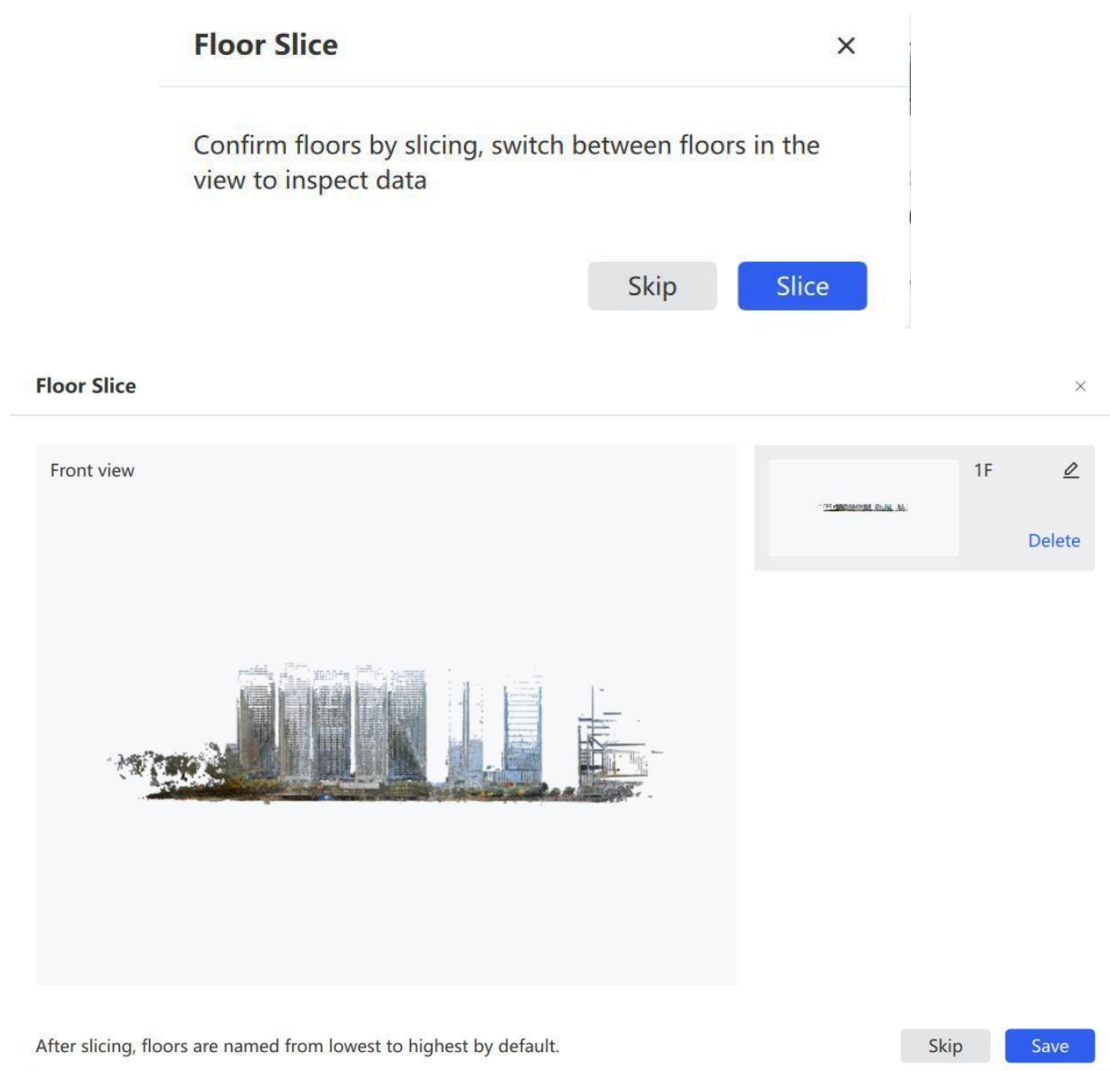 Floor Slice
Confirm floors by slicing, switch between floors in the
view to inspect data
Skip
Slice
Floor Slice
Front view
1F
Delete
After slicing, floors are named from lowest to highest by default.
Skip
Save